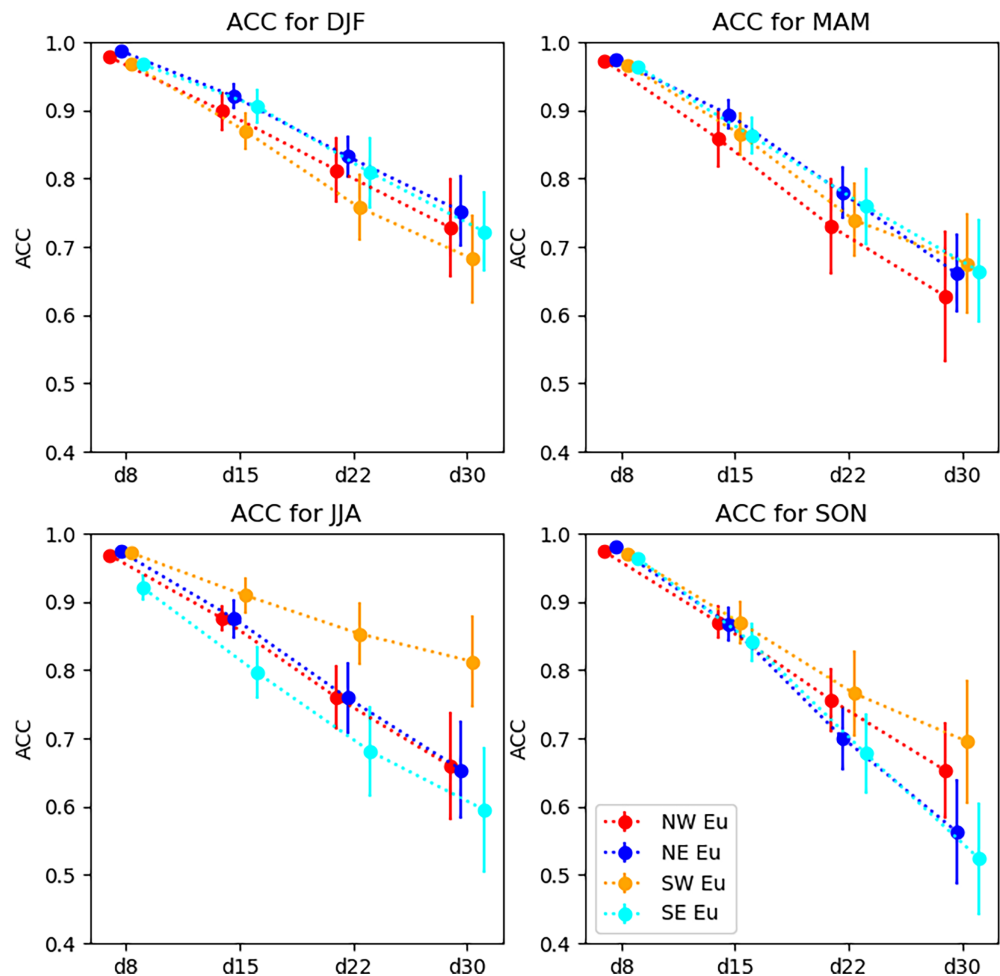 ACC for DJF
ACC
1.0
0.9
0.8
0.7
0.6
0.5
0.4
d8 d15 d22 d30
ACC for MAM
ACC
1.0
0.9
0.8
0.7
0.6
0.5
0.4
d8 d15 d22 d30
ACC for JJA
ACC
1.0
0.9
0.8
0.7
0.6
0.5
0.4
d8 d15 d22 d30
ACC for SON
ACC
1.0
0.9
0.8
0.7
0.6
0.5
0.4
NW Eu
NE Eu
SW Eu
SE Eu
d8 d15 d22 d30